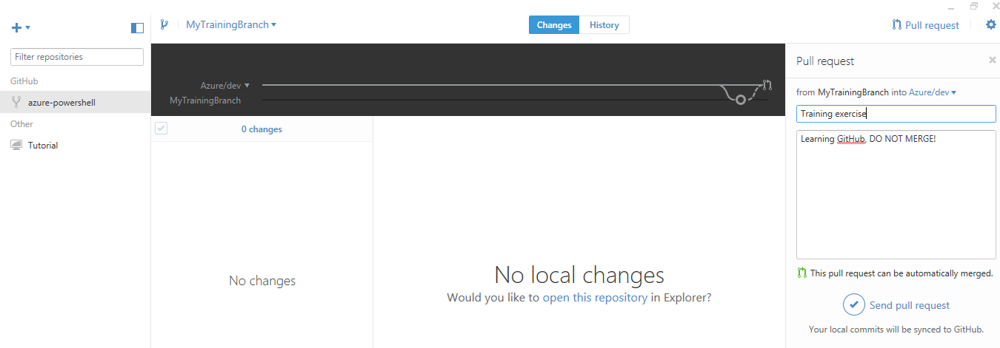 MyTrainingBranch
Changes
History
Pull request
Filter repositories
GitHub
azure-powershell
Other
Tutorial
Azure/dev
MyTrainingBranch
0 changes
No changes
No local changes
Would you like to open this repository in Explorer?
Pull request
from MyTrainingBranch into Azure/dev
Training exercise
Learning GitHub, DO NOT MERGE!
This pull request can be automatically merged.
Send pull request
Your local commits will be synced to GitHub.